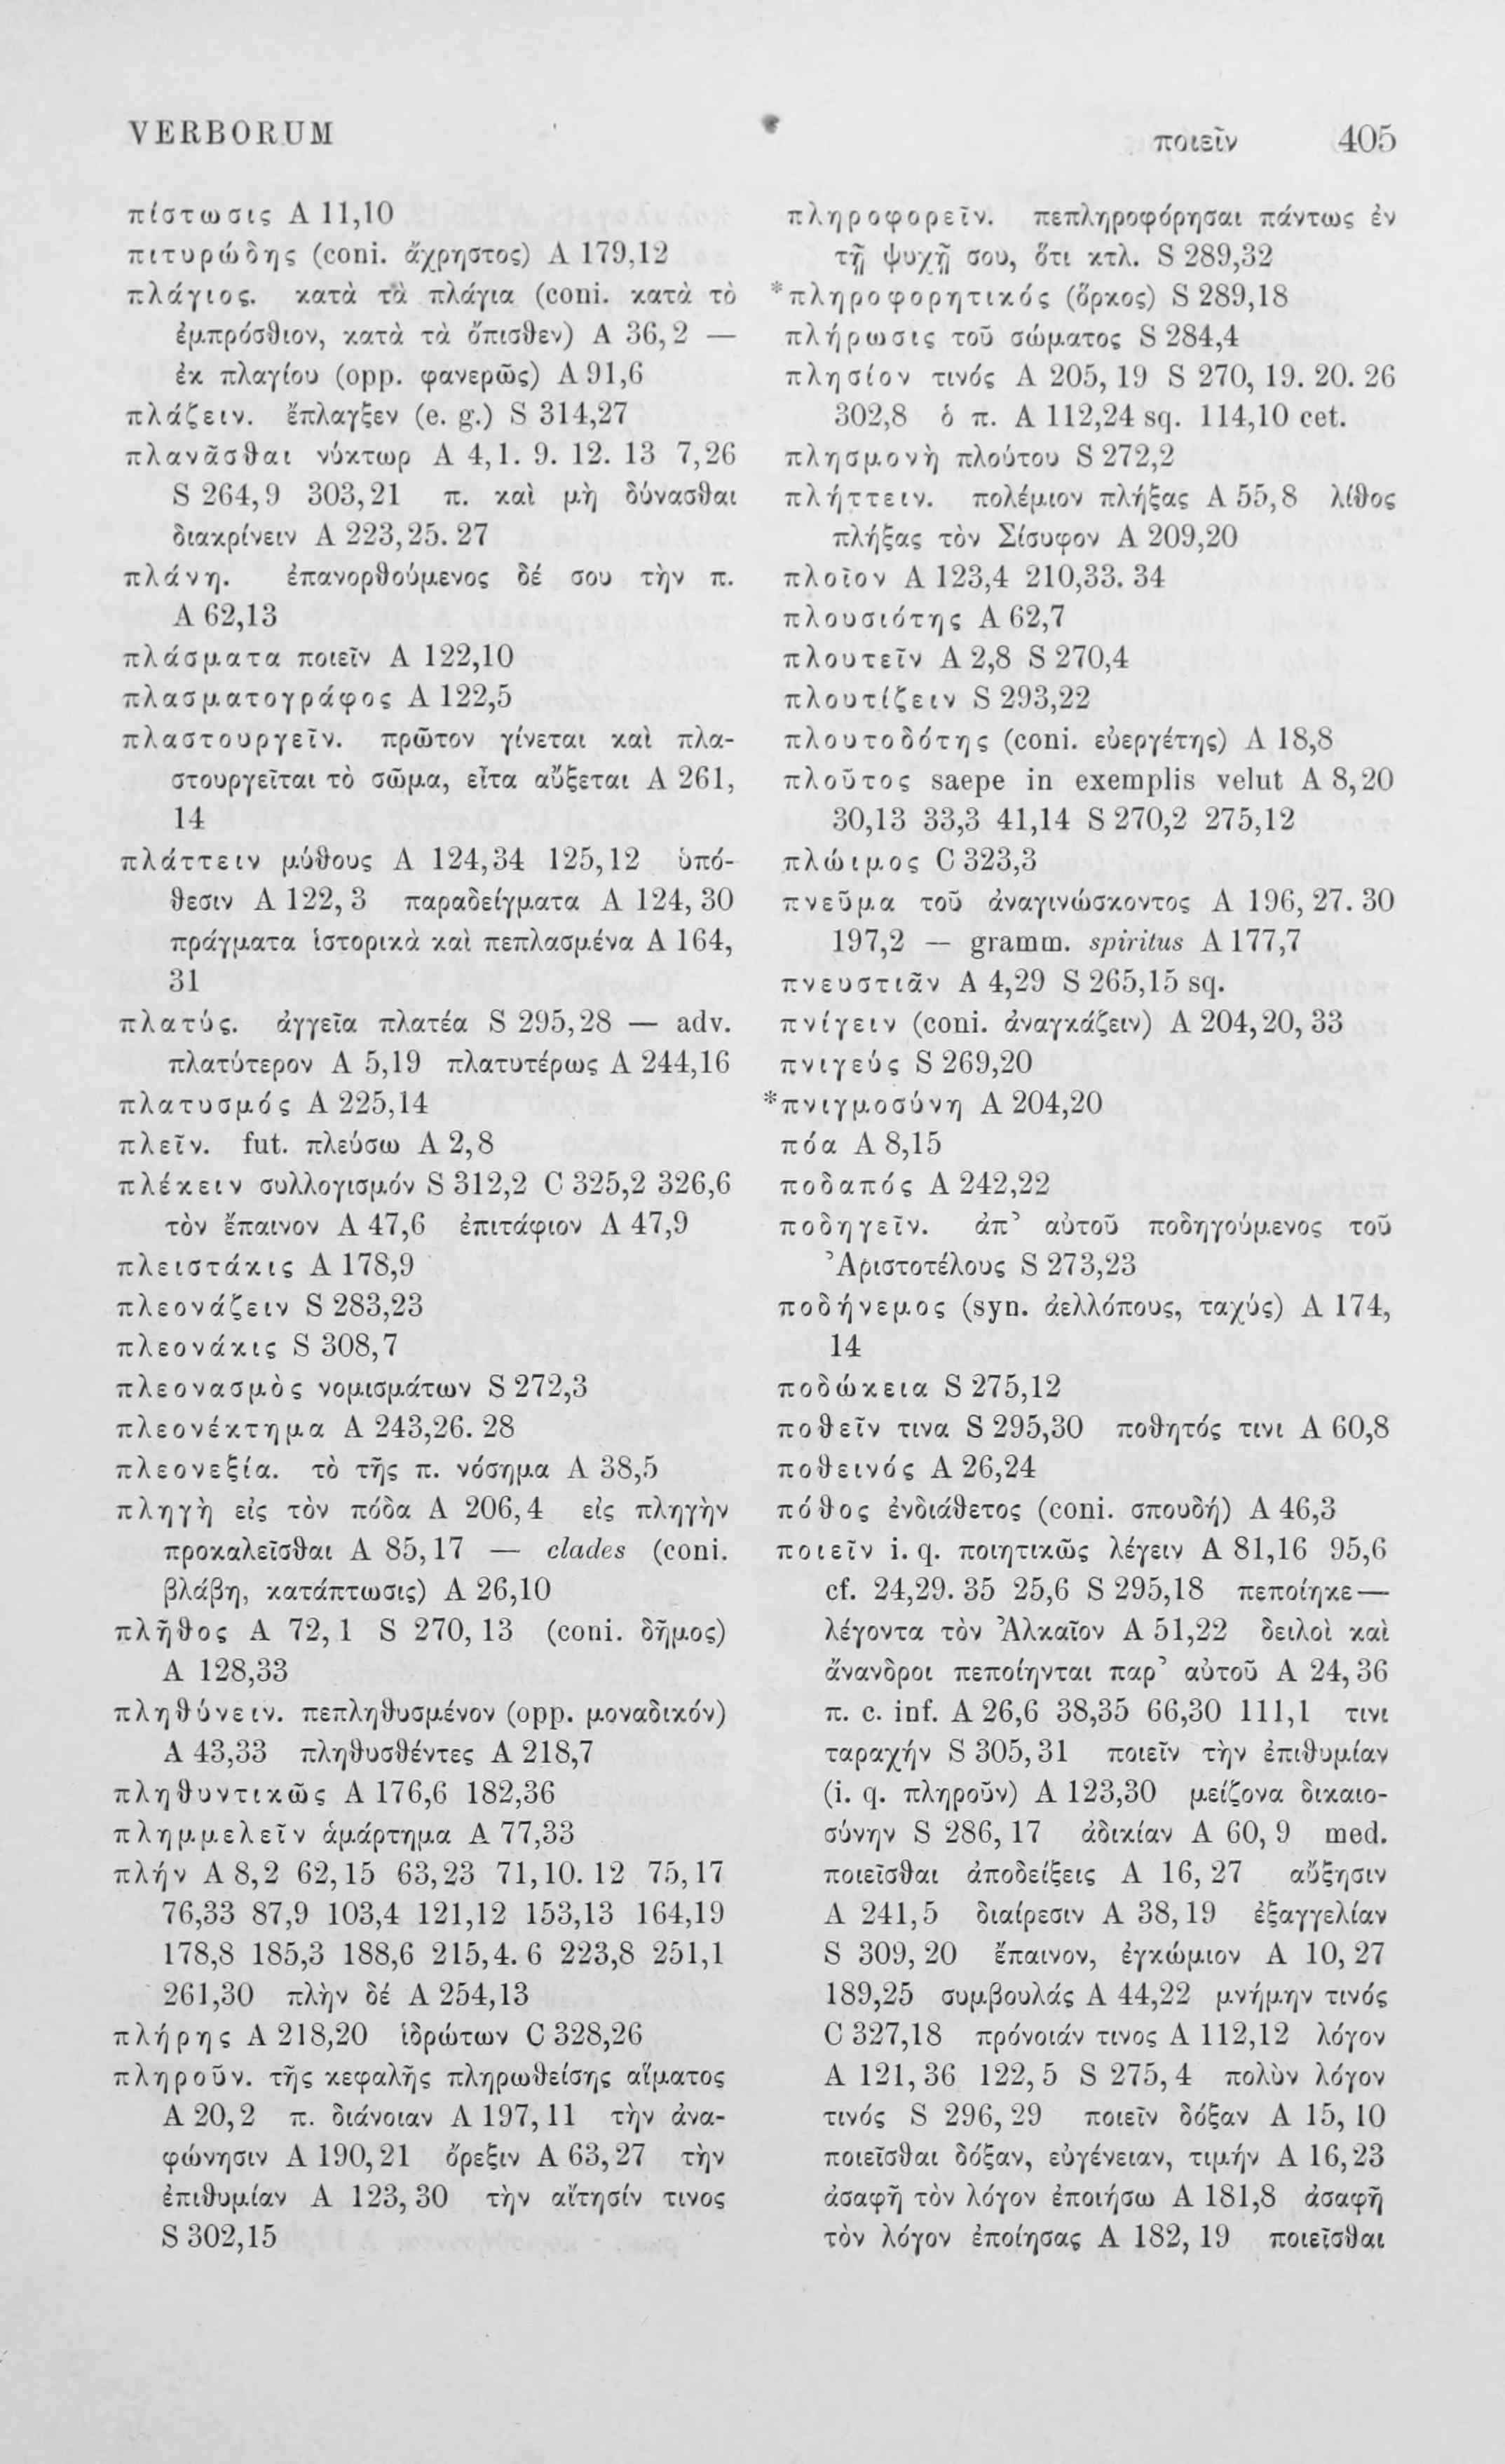 VERBORUM
ποιεῖν 405
πίστωσις A 11,10
πιτυρώδης (coni. ἄχρηστος) A 179,12
πλάγιος. κατὰ τὰ πλάγια (coni. κατὰ τὸ
ἐμπρόσθιον, κατὰ τὰ ὄπισθεν) A 36,2 —
ἐκ πλαγίου (opp. φανερῶς) A 91,6
πλάζειν. ἔπλαγξεν (e. g.) S 314,27
πλανᾶσθαι νύκτωρ A 4,1. 9. 12. 13 7,26
S 264,9 303,21 π. καὶ μὴ δύνασθαι
διακρίνειν A 223,25. 27
πλάνη. ἐπανορθούμενος δέ σου τὴν π.
A 62,13
πλάσματα ποιεῖν A 122,10
πλασματογράφος A 122,5
πλαστουργεῖν. πρῶτον γίνεται καὶ πλα-
στουργεῖται τὸ σῶμα, εἶτα αὔξεται A 261,
14
πλάττειν μύθους A 124,34 125,12 ὑπό-
θεσιν A 122,3 παραδείγματα A 124,30
πράγματα ἱστορικὰ καὶ πεπλασμένα A 164,
31
πλατύς. ἀγγεῖα πλατέα S 295,28 — adv.
πλατύτερον A 5,19 πλατυτέρως A 244,16
πλατυσμός A 225,14
πλεῖν. fut. πλεύσω A 2,8
πλέκειν συλλογισμόν S 312,2 C 325,2 326,6
τὸν ἔπαινον A 47,6 ἐπιτάφιον A 47,9
πλειστάκις A 178,9
πλεονάζειν S 283,23
πλεονάκις S 308,7
πλεονασμὸς νομισμάτων S 272,3
πλεονέκτημα A 243,26. 28
πλεονεξία. τὸ τῆς π. νόσημα A 38,5
πληγὴ εἰς τὸν πόδα A 206,4 εἰς πληγὴν
προκαλεῖσθαι A 85,17 — clades (coni.
βλάβη, κατάπτωσις) A 26,10
πλῆθος A 72,1 S 270,13 (coni. δῆμος)
A 128,33
πληθύνειν. πεπληθυσμένον (opp. μοναδικόν)
A 43,33 πληθυσθέντες A 218,7
πληθυντικῶς A 176,6 182,36
πλημμελεῖν ἁμάρτημα A 77,33
πλήν A 8,2 62,15 63,23 71,10. 12 75,17
76,33 87,9 103,4 121,12 153,13 164,19
178,8 185,3 188,6 215,4. 6 223,8 251,1
261,30 πλὴν δέ A 254,13
πλήρης A 218,20 ἱδρώτων C 328,26
πληροῦν. τῆς κεφαλῆς πληρωθείσης αἵματος
A 20,2 π. διάνοιαν A 197,11 τὴν ἀνα-
φώνησιν A 190,21 ὄρεξιν A 63,27 τὴν
ἐπιθυμίαν A 123,30 τὴν αἴτησίν τινος
S 302,15
πληροφορεῖν. πεπληροφόρησαι πάντως ἐν
τῇ ψυχῇ σου, ὅτι κτλ. S 289,32
*πληροφορητικός (ὅρκος) S 289,18
πλήρωσις τοῦ σώματος S 284,4
πλησίον τινός A 205,19 S 270,19. 20. 26
302,8 ὁ π. A 112,24 sq. 114,10 cet.
πλησμονὴ πλούτου S 272,2
πλήττειν. πολέμιον πλήξας A 55,8 λίθος
πλήξας τὸν Σίσυφον A 209,20
πλοῖον A 123,4 210,33. 34
πλουσιότης A 62,7
πλουτεῖν A 2,8 S 270,4
πλουτίζειν S 293,22
πλουτοδότης (coni. εὐεργέτης) A 18,8
πλοῦτος saepe in exemplis velut A 8,20
30,13 33,3 41,14 S 270,2 275,12
πλώιμος C 323,3
πνεῦμα τοῦ ἀναγινώσκοντος A 196,27. 30
197,2 — gramm. spiritus A 177,7
πνευστιᾶν A 4,29 S 265,15 sq.
πνίγειν (coni. ἀναγκάζειν) A 204,20, 33
πνιγεύς S 269,20
*πνιγμοσύνη A 204,20
πόα A 8,15
ποδαπός A 242,22
ποδηγεῖν. ἀπ’ αὐτοῦ ποδηγούμενος τοῦ
Ἀριστοτέλους S 273,23
ποδήνεμος (syn. ἀελλόπους, ταχύς) A 174,
14
ποδώκεια S 275,12
ποθεῖν τινα S 295,30 ποθητός τινι A 60,8
ποθεινός A 26,24
πόθος ἐνδιάθετος (coni. σπουδή) A 46,3
ποιεῖν i. q. ποιητικῶς λέγειν A 81,16 95,6
cf. 24,29. 35 25,6 S 295,18 πεποίηκε —
λέγοντα τὸν Ἀλκαῖον A 51,22 δειλοὶ καὶ
ἄνανδροι πεποίηνται παρ’ αὐτοῦ A 24,36
π. c. inf. A 26,6 38,35 66,30 111,1 τινι
ταραχήν S 305,31 ποιεῖν τὴν ἐπιθυμίαν
(i. q. πληροῦν) A 123,30 μείζονα δικαιο-
σύνην S 286,17 ἀδικίαν A 60,9 med.
ποιεῖσθαι ἀποδείξεις A 16,27 αὔξησιν
A 241,5 διαίρεσιν A 38,19 ἐξαγγελίαν
S 309,20 ἔπαινον, ἐγκώμιον A 10,27
189,25 συμβουλάς A 44,22 μνήμην τινός
C 327,18 πρόνοιάν τινος A 112,12 λόγον
A 121,36 122,5 S 275,4 πολὺν λόγον
τινός S 296,29 ποιεῖν δόξαν A 15,10
ποιεῖσθαι δόξαν, εὐγένειαν, τιμήν A 16,23
ἀσαφῆ τὸν λόγον ἐποιήσω A 181,8 ἀσαφῆ
τὸν λόγον ἐποίησας A 182,19 ποιεῖσθαι